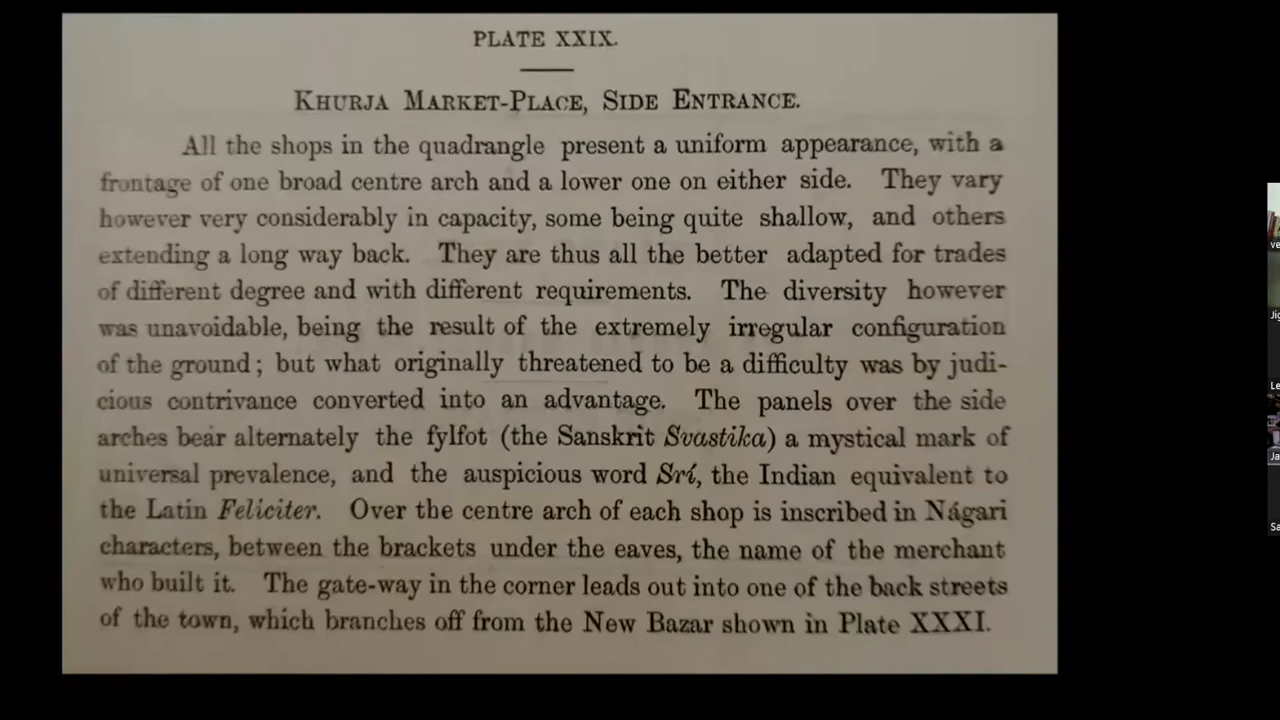 PLATE XXIX.
KHURJA MARKET-PLACE, SIDE ENTRANCE.
All the shops in the quadrangle present a uniform appearance, with a
frontage of one broad centre arch and a lower one on either side. They vary
however very considerably in capacity, some being quite shallow, and others
extending a long way back. They are thus all the better adapted for trades
of different degree and with different requirements. The diversity however
was unavoidable, being the result of the extremely irregular configuration
of the ground; but what originally threatened to be a difficulty was by judi-
cious contrivance converted into an advantage. The panels over the side
arches bear alternately the fylfot (the Sanskrit Svastika) a mystical mark of
universal prevalence, and the auspicious word Srí, the Indian equivalent to
the Latin Feliciter. Over the centre arch of each shop is inscribed in Nágari
characters, between the brackets under the eaves, the name of the merchant
who built it. The gate-way in the corner leads out into one of the back streets
of the town, which branches off from the New Bazar shown in Plate XXXI.